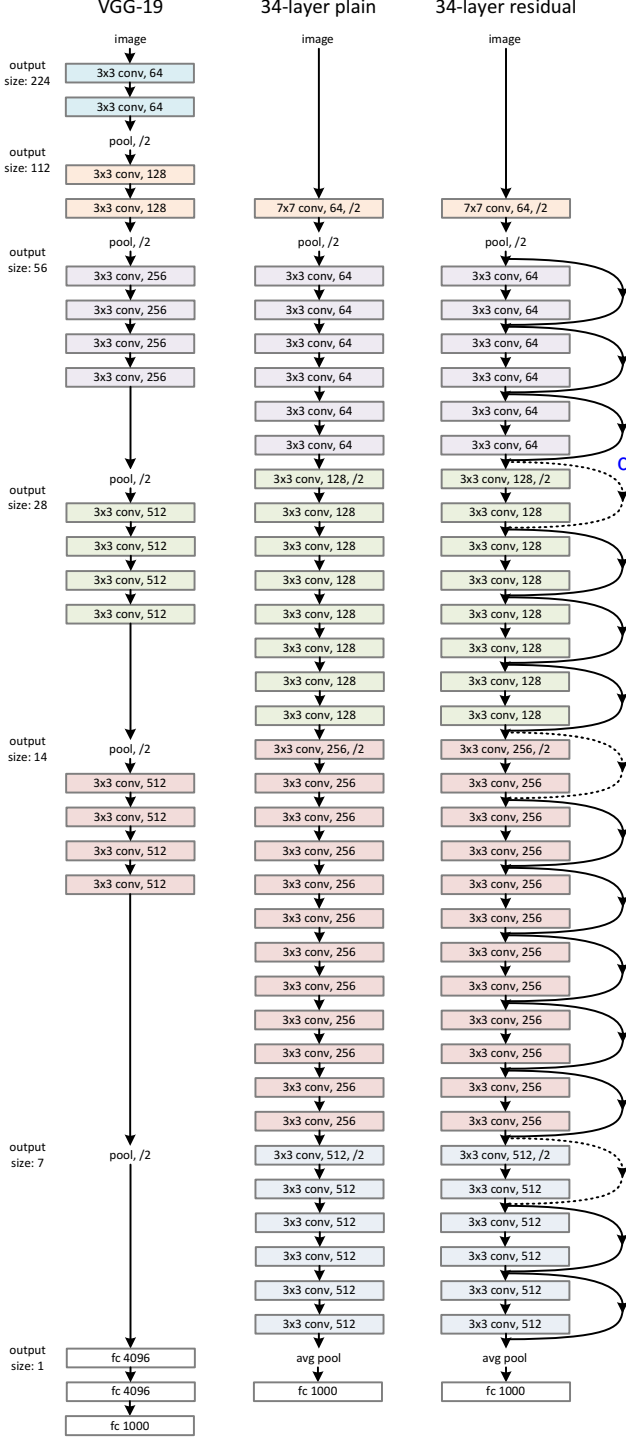 VGG-19
34-layer plain
34-layer residual
output
size: 224
output
size: 112
output
size: 56
output
size: 28
output
size: 14
output
size: 7
output
size: 1
image
3x3 conv, 64
3x3 conv, 64
pool, /2
3x3 conv, 128
3x3 conv, 128
pool, /2
3x3 conv, 256
3x3 conv, 256
3x3 conv, 256
3x3 conv, 256
pool, /2
3x3 conv, 512
3x3 conv, 512
3x3 conv, 512
3x3 conv, 512
pool, /2
3x3 conv, 512
3x3 conv, 512
3x3 conv, 512
3x3 conv, 512
pool, /2
fc 4096
fc 4096
fc 1000
image
7x7 conv, 64, /2
pool, /2
3x3 conv, 64
3x3 conv, 64
3x3 conv, 64
3x3 conv, 64
3x3 conv, 64
3x3 conv, 64
3x3 conv, 128, /2
3x3 conv, 128
3x3 conv, 128
3x3 conv, 128
3x3 conv, 128
3x3 conv, 128
3x3 conv, 128
3x3 conv, 128
3x3 conv, 256, /2
3x3 conv, 256
3x3 conv, 256
3x3 conv, 256
3x3 conv, 256
3x3 conv, 256
3x3 conv, 256
3x3 conv, 256
3x3 conv, 256
3x3 conv, 256
3x3 conv, 256
3x3 conv, 256
3x3 conv, 512, /2
3x3 conv, 512
3x3 conv, 512
3x3 conv, 512
3x3 conv, 512
3x3 conv, 512
avg pool
fc 1000
image
7x7 conv, 64, /2
pool, /2
3x3 conv, 64
3x3 conv, 64
3x3 conv, 64
3x3 conv, 64
3x3 conv, 64
3x3 conv, 64
3x3 conv, 128, /2
3x3 conv, 128
3x3 conv, 128
3x3 conv, 128
3x3 conv, 128
3x3 conv, 128
3x3 conv, 128
3x3 conv, 128
3x3 conv, 256, /2
3x3 conv, 256
3x3 conv, 256
3x3 conv, 256
3x3 conv, 256
3x3 conv, 256
3x3 conv, 256
3x3 conv, 256
3x3 conv, 256
3x3 conv, 256
3x3 conv, 256
3x3 conv, 256
3x3 conv, 512, /2
3x3 conv, 512
3x3 conv, 512
3x3 conv, 512
3x3 conv, 512
3x3 conv, 512
avg pool
fc 1000